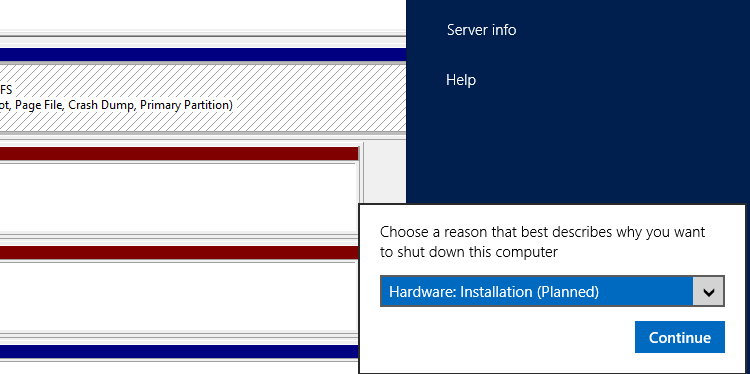 Server info
Help
FS
ot, Page File, Crash Dump, Primary Partition)
Choose a reason that best describes why you want
to shut down this computer
Hardware: Installation (Planned)
Continue